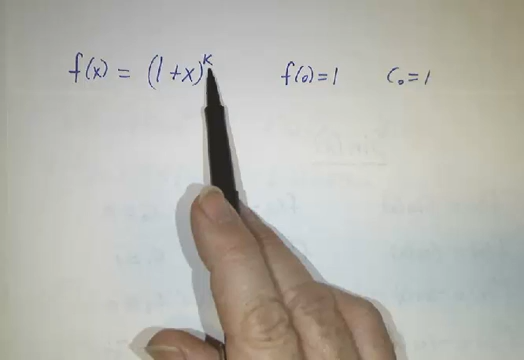 f(x) = (1+x)^k f(0)=1 C₀=1